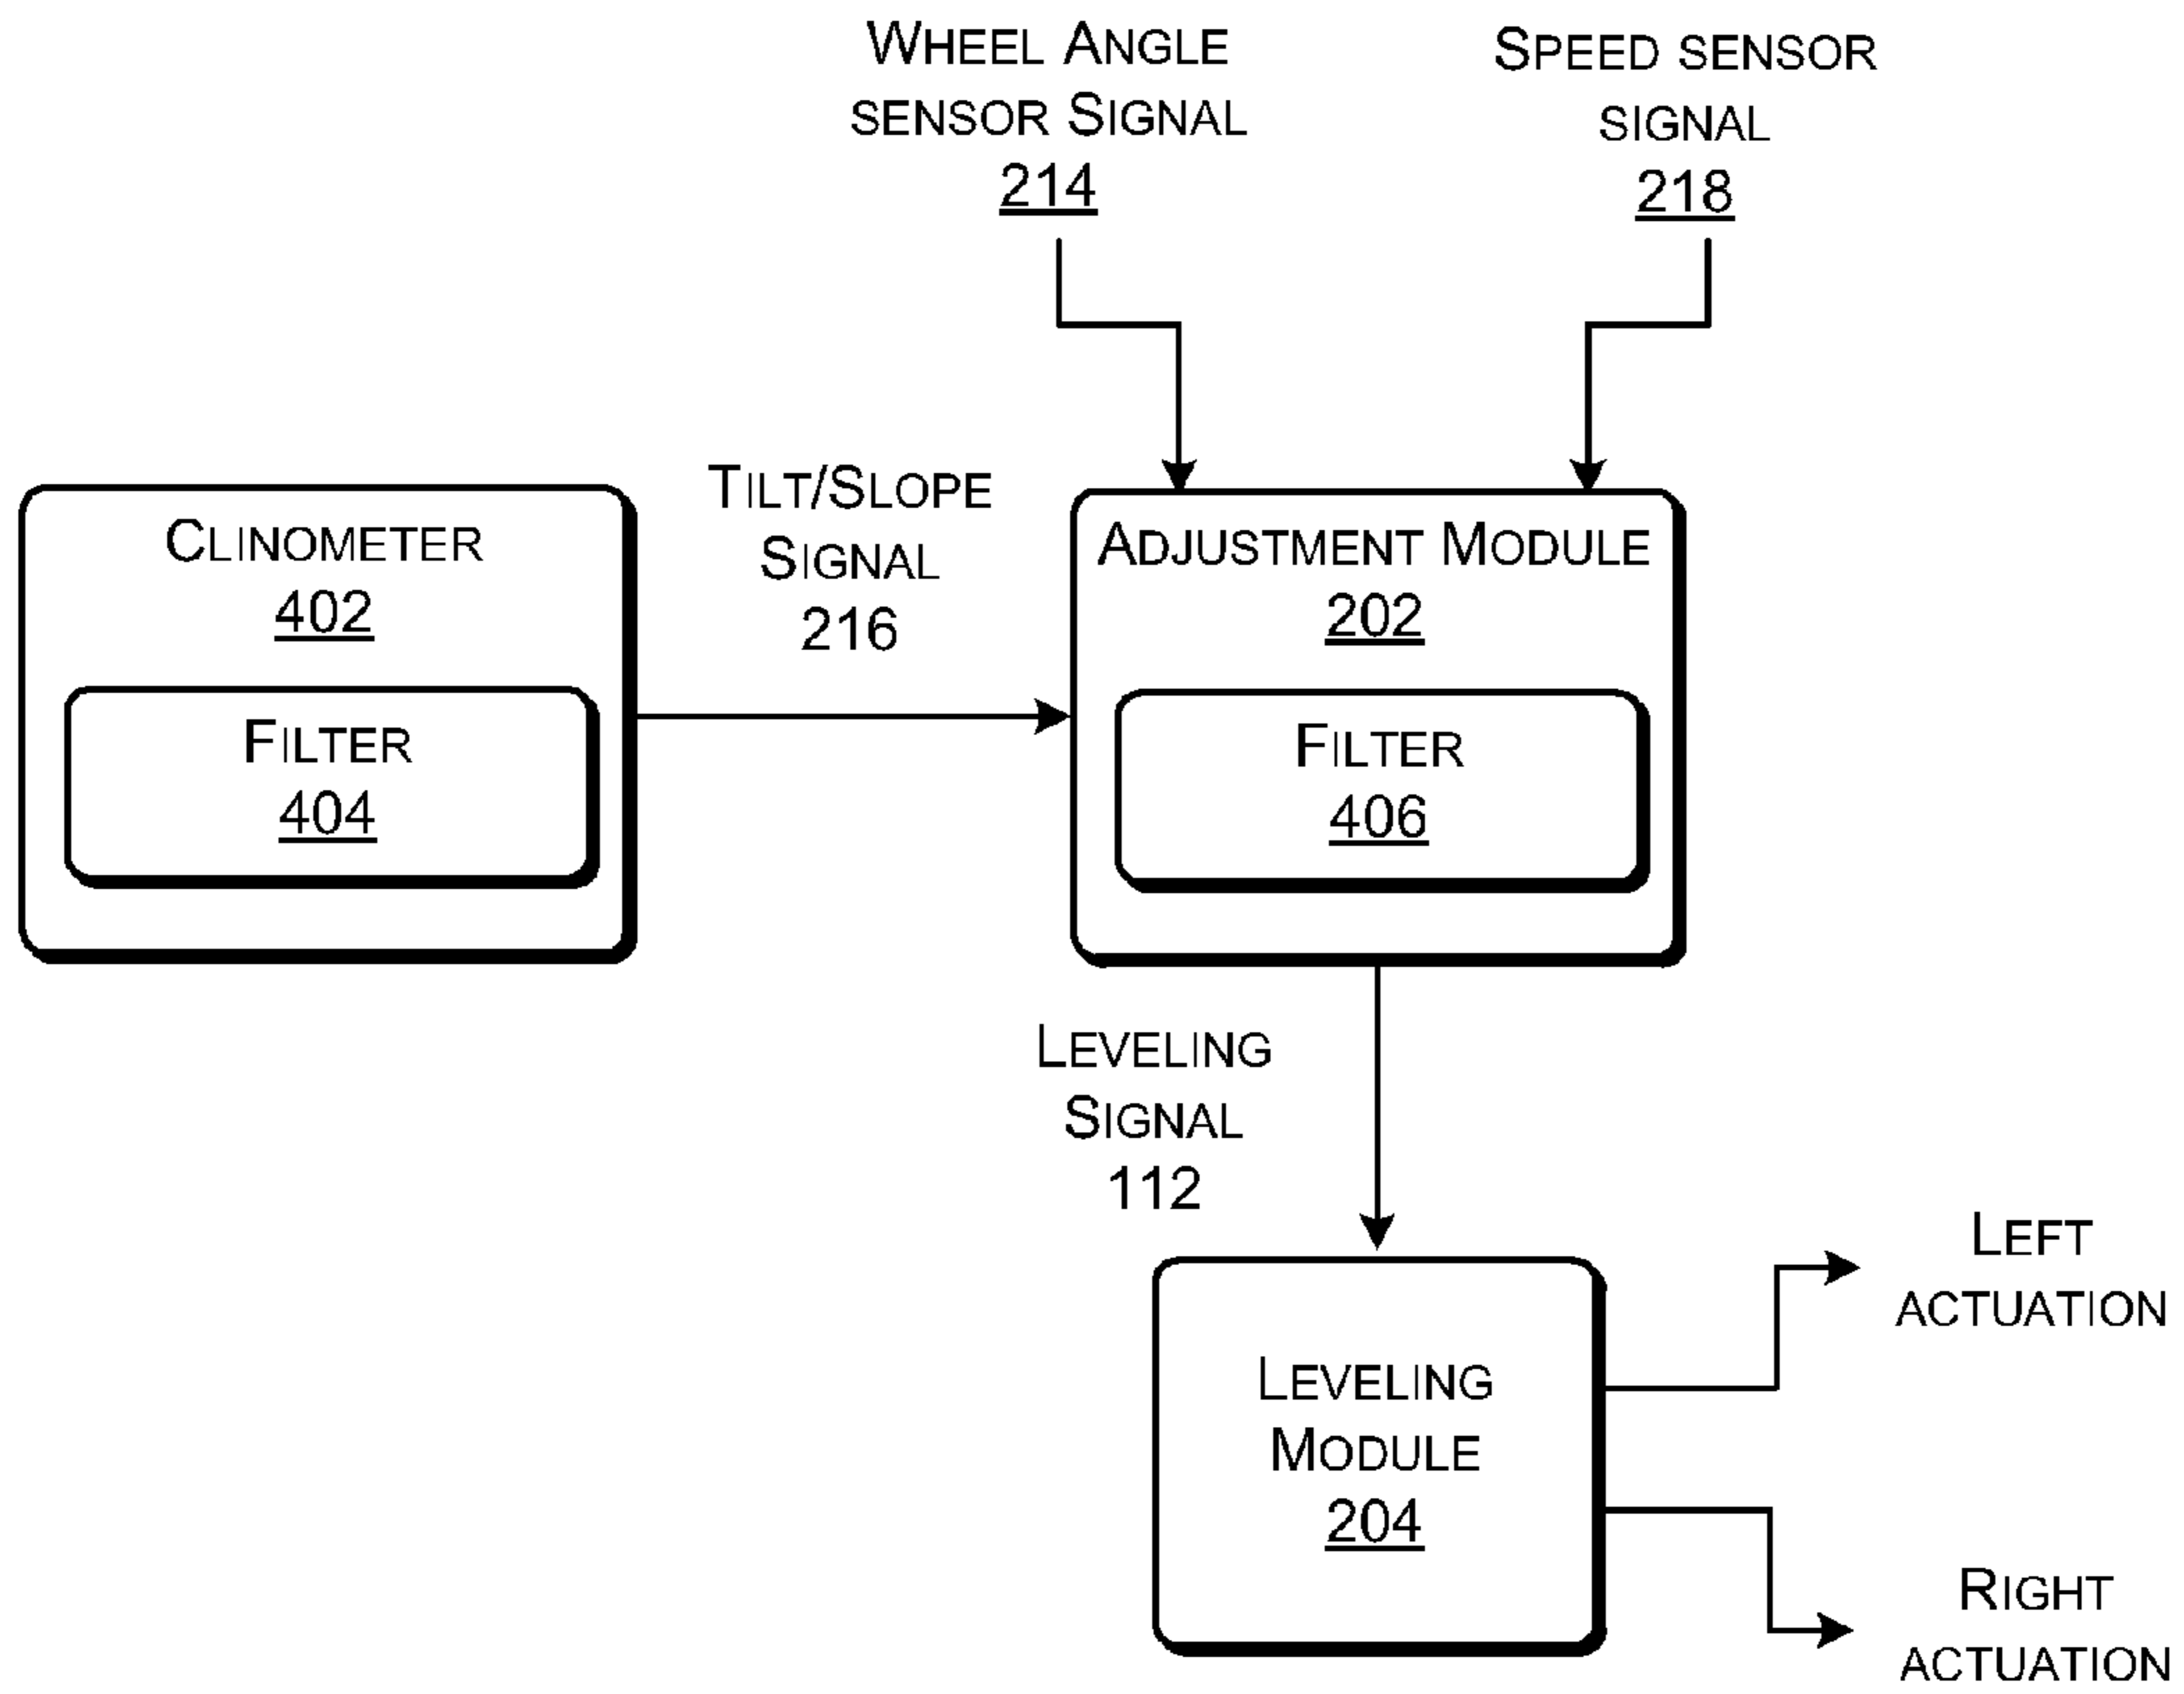 Wheel Angle
sensor Signal
214
Speed sensor
signal
218
Clinometer
402
Filter
404
Tilt/Slope
Signal
216
Adjustment Module
202
Filter
406
Leveling
Signal
112
Leveling
Module
204
Left
actuation
Right
actuation